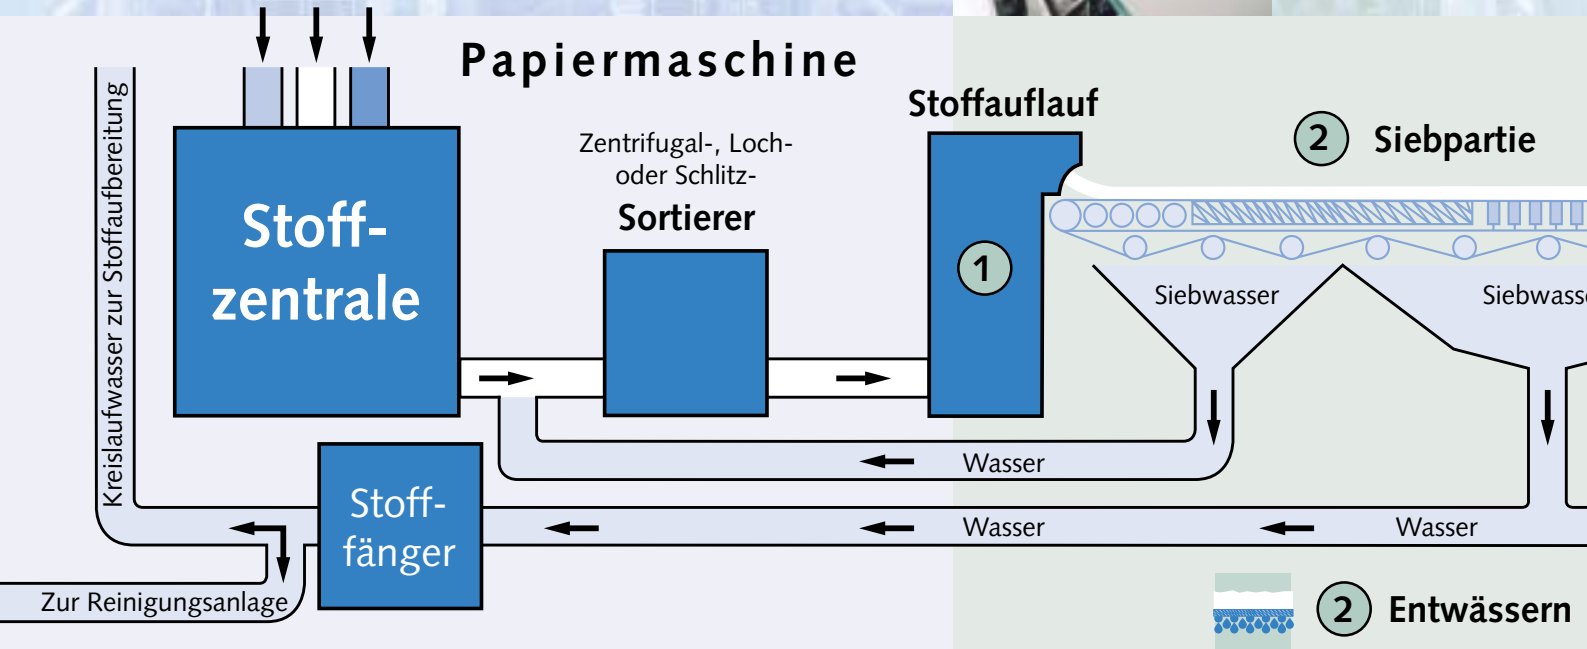 Papiermaschine
Kreislaufwasser zur Stoffaufbereitung
Stoff-
zentrale
Zentrifugal-, Loch-
oder Schlitz-
Sortierer
Stoffauflauf
1
2 Siebpartie
Siebwasser
Siebwass
Wasser
Stoff-
fänger
Wasser
Wasser
Zur Reinigungsanlage
2 Entwässern